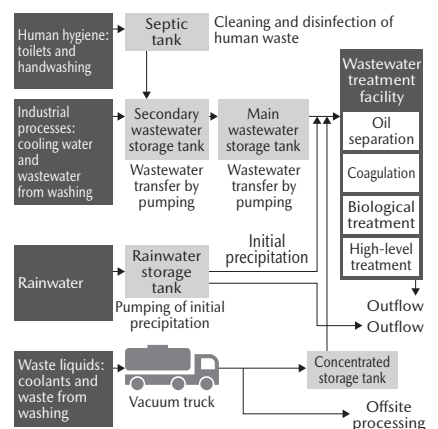 Human hygiene:
toilets and
handwashing
Septic
tank
Cleaning and disinfection of
human waste
Industrial
processes:
cooling water
and
wastewater
from washing
Secondary
wastewater
storage tank
Wastewater
transfer by
pumping
Main
wastewater
storage tank
Wastewater
transfer by
pumping
Wastewater
treatment
facility
Oil
separation
Coagulation
Biological
treatment
High-level
treatment
Outflow
Outflow
Rainwater
Rainwater
storage
tank
Pumping of initial
precipitation
Initial
precipitation
Waste liquids:
coolants and
waste from
washing
Vacuum truck
Concentrated
storage tank
Offsite
processing